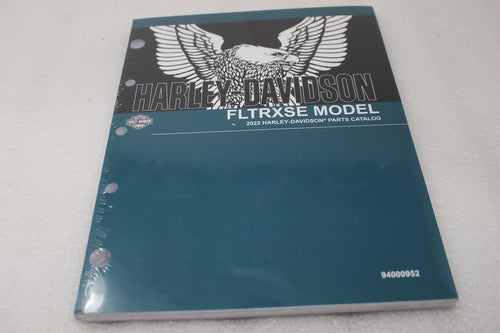 HARLEY-DAVIDSON
FLTRXSE MODEL
2022 HARLEY-DAVIDSON® PARTS CATALOG
94000952